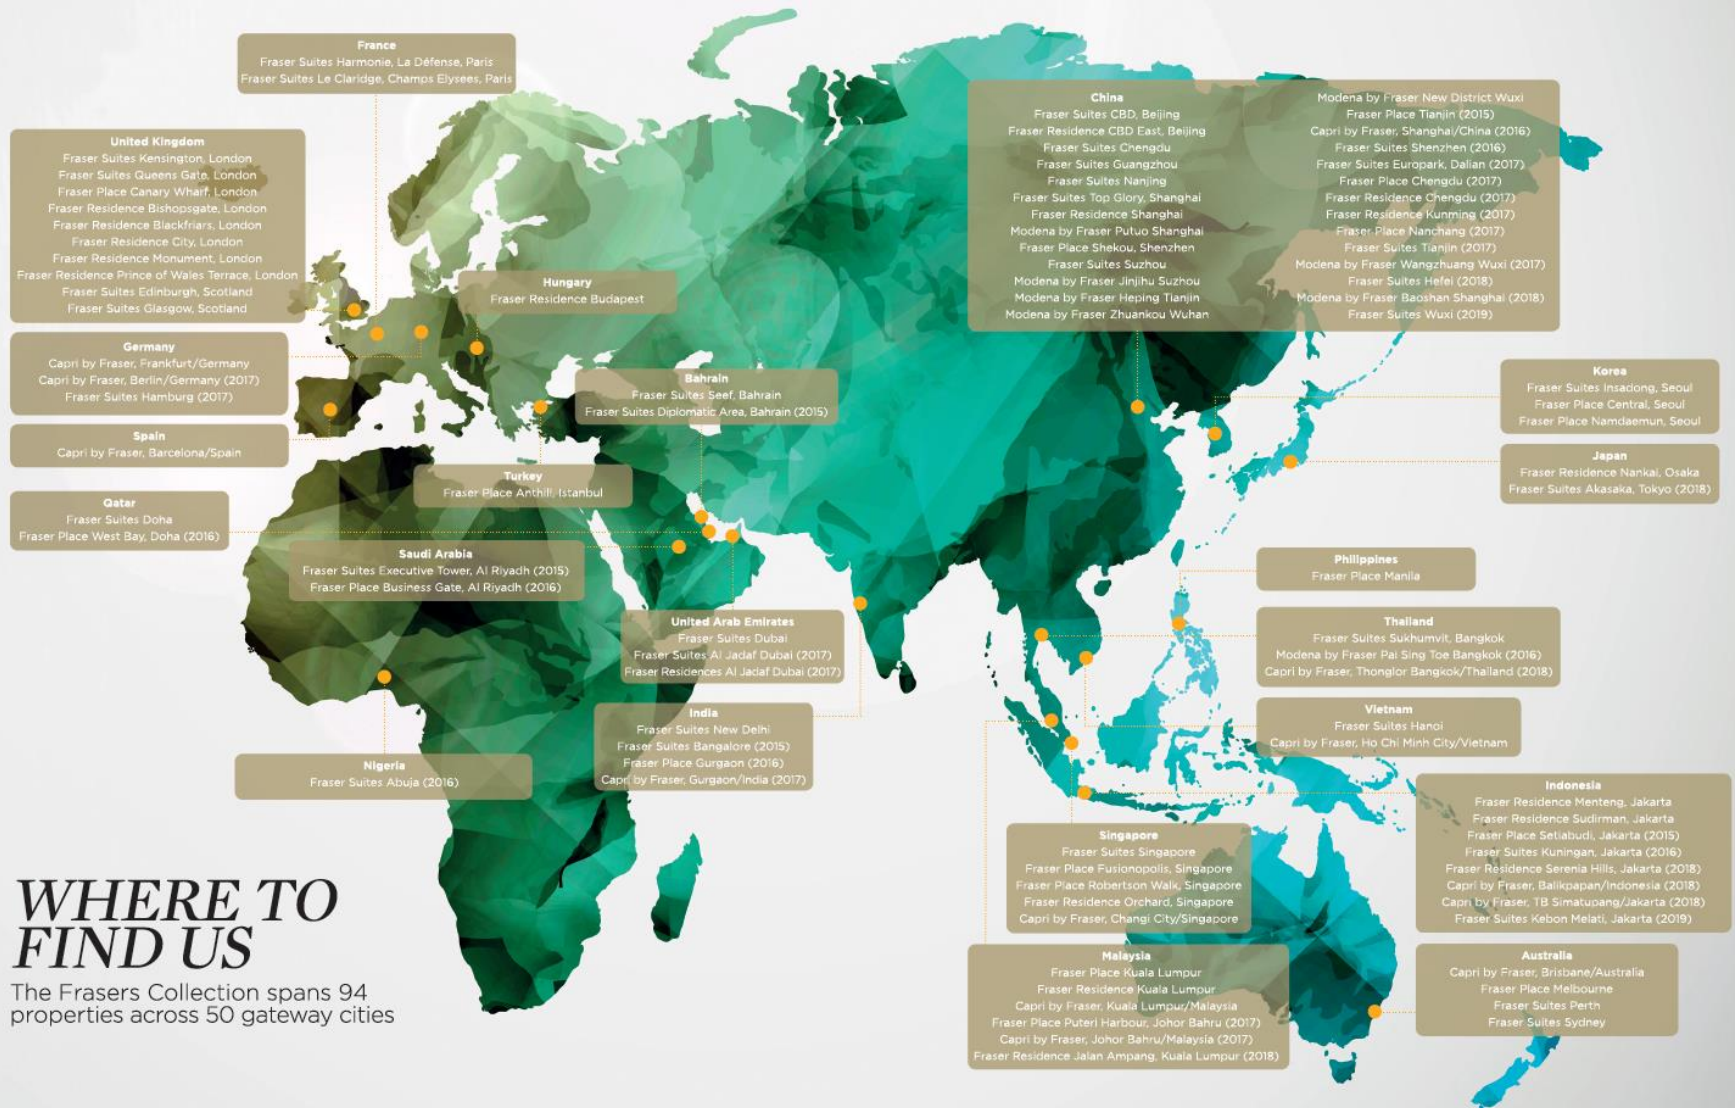 France
Fraser Suites Harmonie, La Défense, Paris
Fraser Suites Le Claridge, Champs Elysees, Paris
United Kingdom
Fraser Suites Kensington, London
Fraser Suites Queens Gate, London
Fraser Place Canary Wharf, London
Fraser Residence Bishopsgate, London
Fraser Residence Blackfriars, London
Fraser Residence City, London
Fraser Residence Monument, London
Fraser Residence Prince of Wales Terrace, London
Fraser Suites Edinburgh, Scotland
Fraser Suites Glasgow, Scotland
Germany
Capri by Fraser, Frankfurt/Germany
Capri by Fraser, Berlin/Germany (2017)
Fraser Suites Hamburg (2017)
Spain
Capri by Fraser, Barcelona/Spain
Hungary
Fraser Residence Budapest
Bahrain
Fraser Suites Seef, Bahrain
Fraser Suites Diplomatic Area, Bahrain (2015)
Turkey
Fraser Place Anthill, Istanbul
Qatar
Fraser Suites Doha
Fraser Place West Bay, Doha (2016)
Saudi Arabia
Fraser Suites Executive Tower, Al Riyadh (2015)
Fraser Place Business Gate, Al Riyadh (2016)
United Arab Emirates
Fraser Suites Dubai
Fraser Suites Al Jadaf Dubai (2017)
Fraser Residences Al Jadaf Dubai (2017)
India
Fraser Suites New Delhi
Fraser Suites Bangalore (2015)
Fraser Place Gurgaon (2016)
Capri by Fraser, Gurgaon/India (2017)
Nigeria
Fraser Suites Abuja (2016)
China
Fraser Suites CBD, Beijing
Fraser Residence CBD East, Beijing
Fraser Suites Chengdu
Fraser Suites Guangzhou
Fraser Suites Nanjing
Fraser Suites Top Glory, Shanghai
Fraser Residence Shanghai
Modena by Fraser Putuo Shanghai
Fraser Place Shekou, Shenzhen
Fraser Suites Suzhou
Modena by Fraser Jinjihu Suzhou
Modena by Fraser Heping Tianjin
Modena by Fraser Zhuankou Wuhan
Modena by Fraser New District Wuxi
Fraser Place Tianjin (2015)
Capri by Fraser, Shanghai/China (2016)
Fraser Suites Shenzhen (2016)
Fraser Suites Europark, Dalian (2017)
Fraser Place Chengdu (2017)
Fraser Residence Chengdu (2017)
Fraser Residence Kunming (2017)
Fraser Place Nanchang (2017)
Fraser Suites Tianjin (2017)
Modena by Fraser Wangzhuang Wuxi (2017)
Fraser Suites Hefei (2018)
Modena by Fraser Baoshan Shanghai (2018)
Fraser Suites Wuxi (2019)
Korea
Fraser Suites Insadong, Seoul
Fraser Place Central, Seoul
Fraser Place Namdaemun, Seoul
Japan
Fraser Residence Nankai, Osaka
Fraser Suites Akasaka, Tokyo (2018)
Philippines
Fraser Place Manila
Thailand
Fraser Suites Sukhumvit, Bangkok
Modena by Fraser Pai Sing Toe Bangkok (2016)
Capri by Fraser, Thonglor Bangkok/Thailand (2018)
Vietnam
Fraser Suites Hanoi
Capri by Fraser, Ho Chi Minh City/Vietnam
Indonesia
Fraser Residence Menteng, Jakarta
Fraser Residence Sudirman, Jakarta
Fraser Place Setiabudi, Jakarta (2015)
Fraser Suites Kuningan, Jakarta (2016)
Fraser Residence Serenia Hills, Jakarta (2018)
Capri by Fraser, Balikpapan/Indonesia (2018)
Capri by Fraser, TB Simatupang/Jakarta (2018)
Fraser Suites Kebon Melati, Jakarta (2019)
Singapore
Fraser Suites Singapore
Fraser Place Fusionopolis, Singapore
Fraser Place Robertson Walk, Singapore
Fraser Residence Orchard, Singapore
Capri by Fraser, Changi City/Singapore
Malaysia
Fraser Place Kuala Lumpur
Fraser Residence Kuala Lumpur
Capri by Fraser, Kuala Lumpur/Malaysia
Fraser Place Puteri Harbour, Johor Bahru (2017)
Capri by Fraser, Johor Bahru/Malaysia (2017)
Fraser Residence Jalan Ampang, Kuala Lumpur (2018)
Australia
Capri by Fraser, Brisbane/Australia
Fraser Place Melbourne
Fraser Suites Perth
Fraser Suites Sydney
WHERE TO
FIND US
The Frasers Collection spans 94
properties across 50 gateway cities